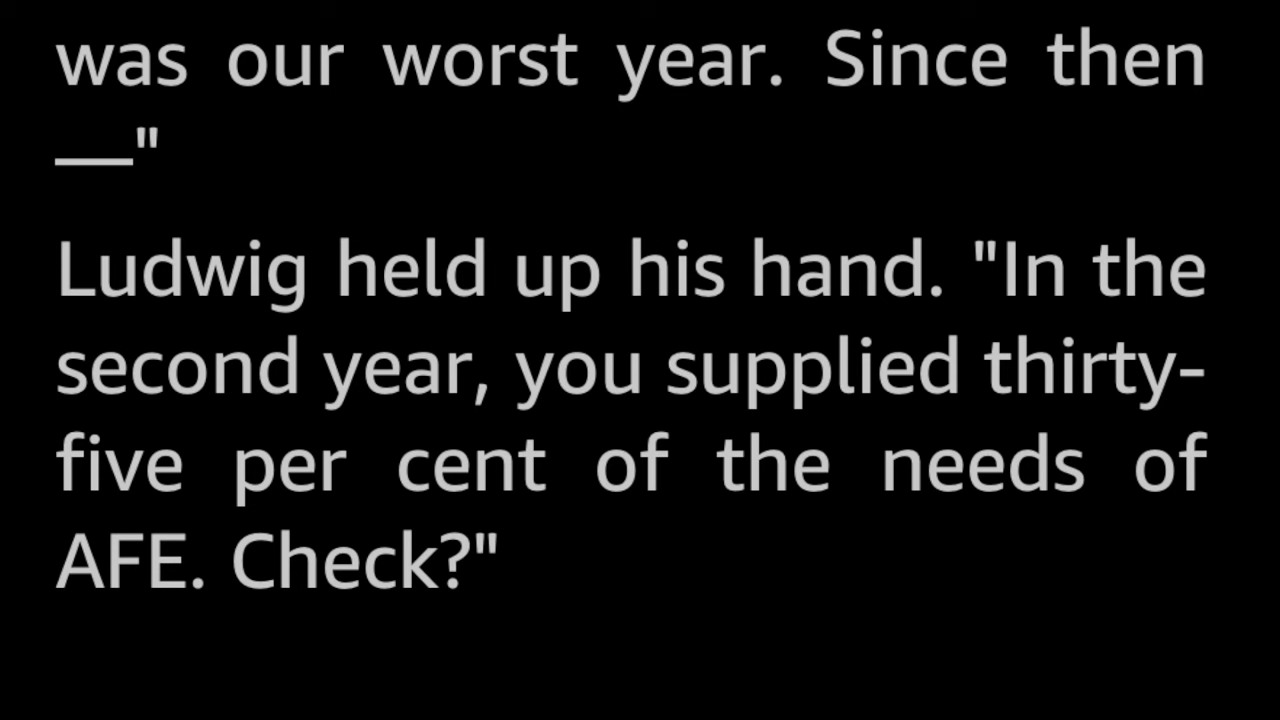 was our worst year. Since then
—"
Ludwig held up his hand. "In the
second year, you supplied thirty-
five per cent of the needs of
AFE. Check?"